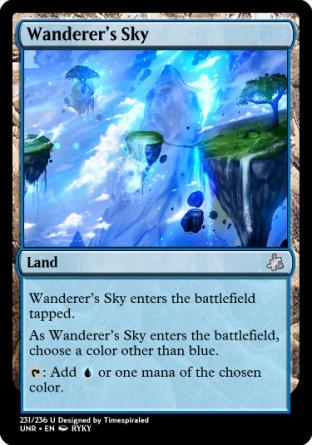 Wanderer's Sky
Land
Wanderer's Sky enters the battlefield
tapped.
As Wanderer's Sky enters the battlefield,
choose a color other than blue.
: Add or one mana of the chosen
color.
231/236 U Designed by Timespiraled
UNR • EN RYKY